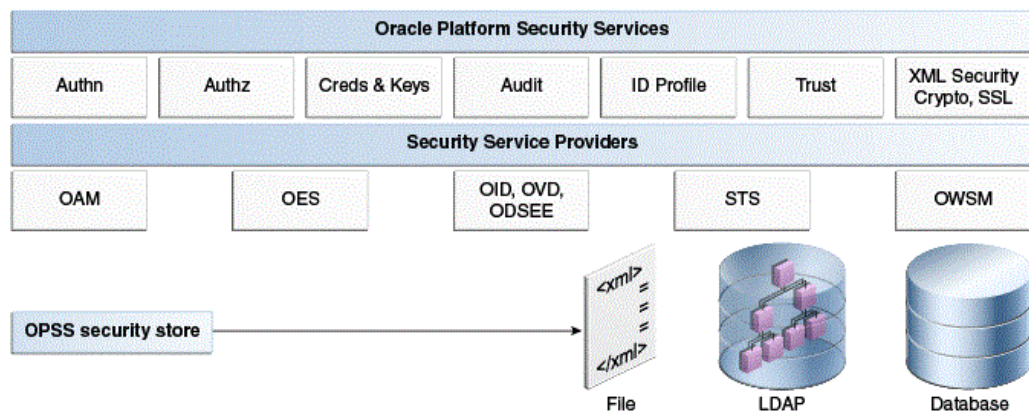 Oracle Platform Security Services
Authn
Authz
Creds & Keys
Audit
ID Profile
Trust
XML Security
Crypto, SSL
Security Service Providers
OAM
OES
OID, OVD,
ODSEE
STS
OWSM
OPSS security store
<xml>
=
=
=
</xml>
File
LDAP
Database